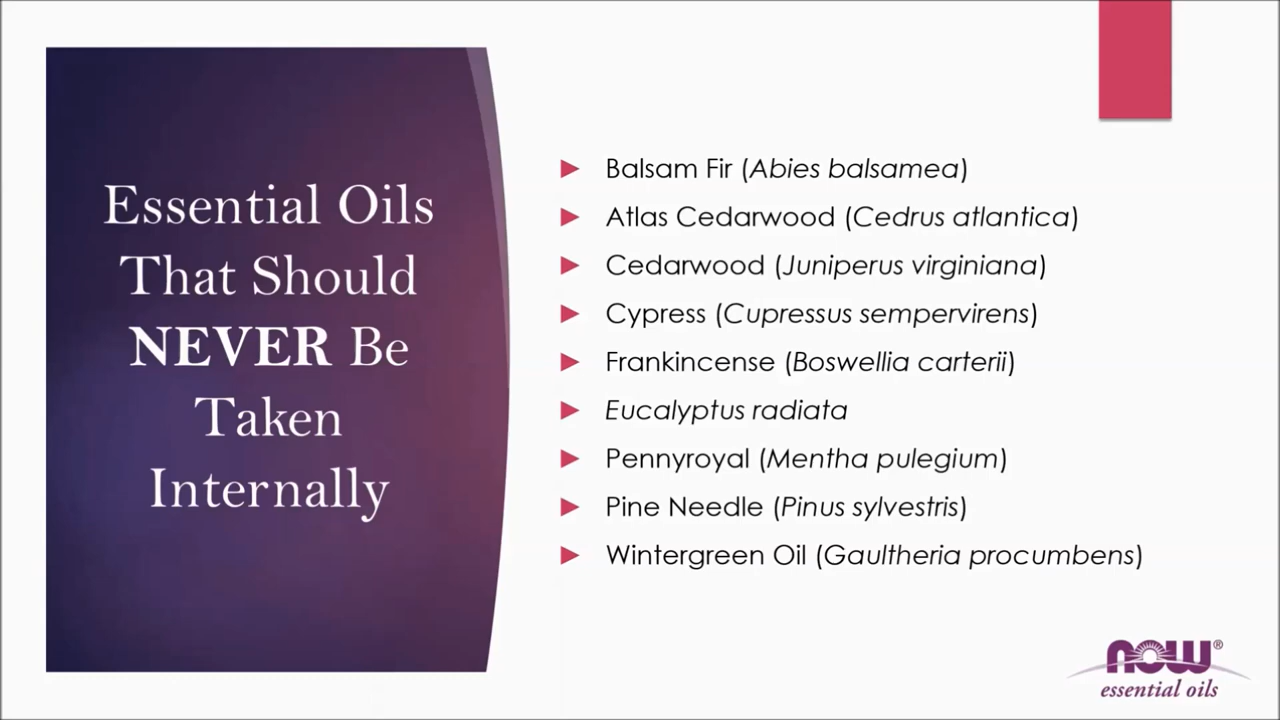 Essential Oils
That Should
NEVER Be
Taken
Internally
► Balsam Fir (Abies balsamea)
► Atlas Cedarwood (Cedrus atlantica)
► Cedarwood (Juniperus virginiana)
► Cypress (Cupressus sempervirens)
► Frankincense (Boswellia carterii)
► Eucalyptus radiata
► Pennyroyal (Mentha pulegium)
► Pine Needle (Pinus sylvestris)
► Wintergreen Oil (Gaultheria procumbens)
NOW®
essential oils